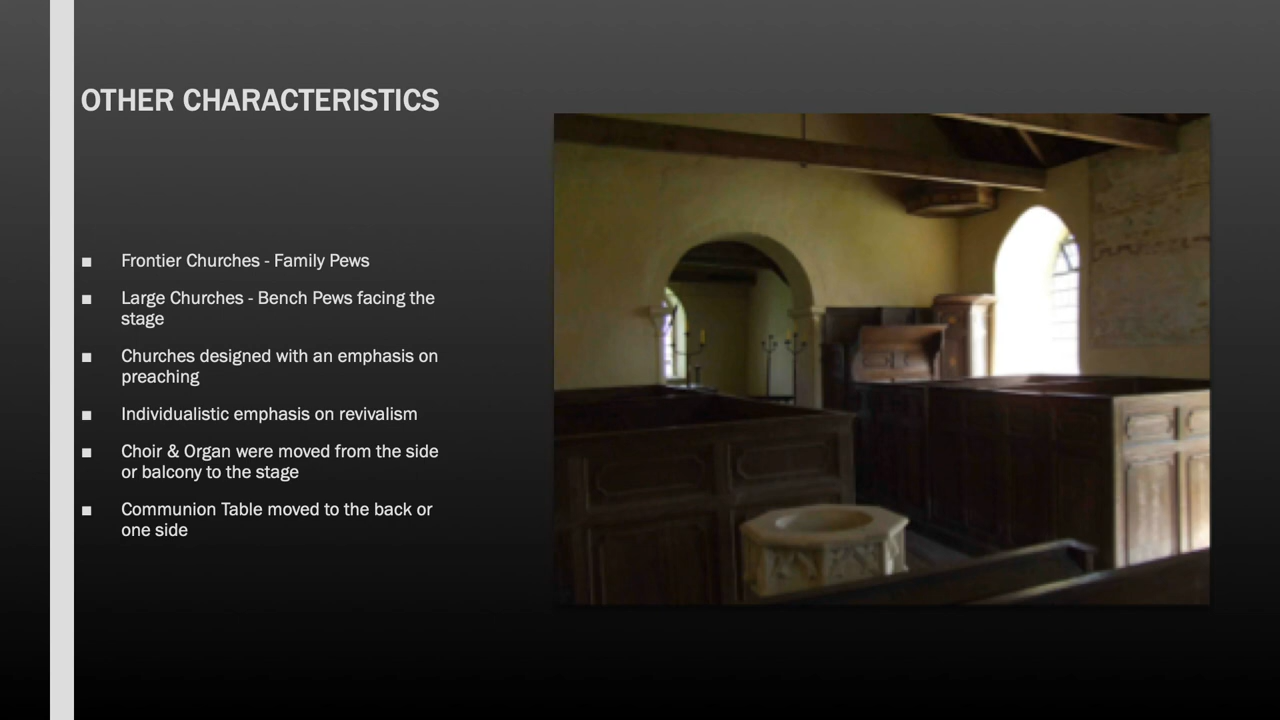 OTHER CHARACTERISTICS
■ Frontier Churches - Family Pews
■ Large Churches - Bench Pews facing the
stage
■ Churches designed with an emphasis on
preaching
■ Individualistic emphasis on revivalism
■ Choir & Organ were moved from the side
or balcony to the stage
■ Communion Table moved to the back or
one side